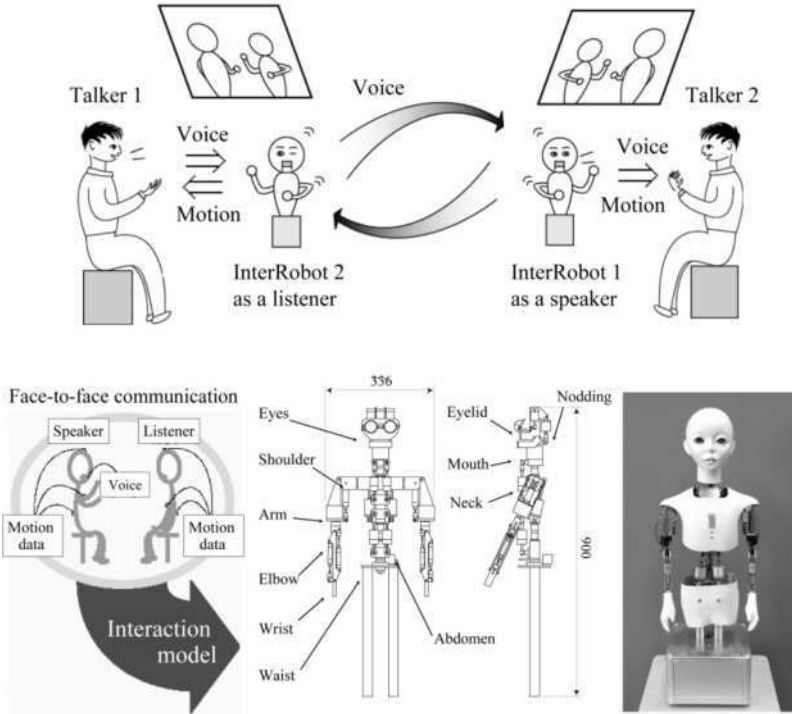 Talker 1
Voice
Talker 2
Voice
Motion
Voice
Motion
InterRobot 2
as a listener
InterRobot 1
as a speaker
Face-to-face communication
Speaker
Listener
Voice
Motion
data
Motion
data
Interaction
model
336
Eyes
Shoulder
Arm
Elbow
Wrist
Waist
Abdomen
Eyelid
Nodding
Mouth
Neck
900